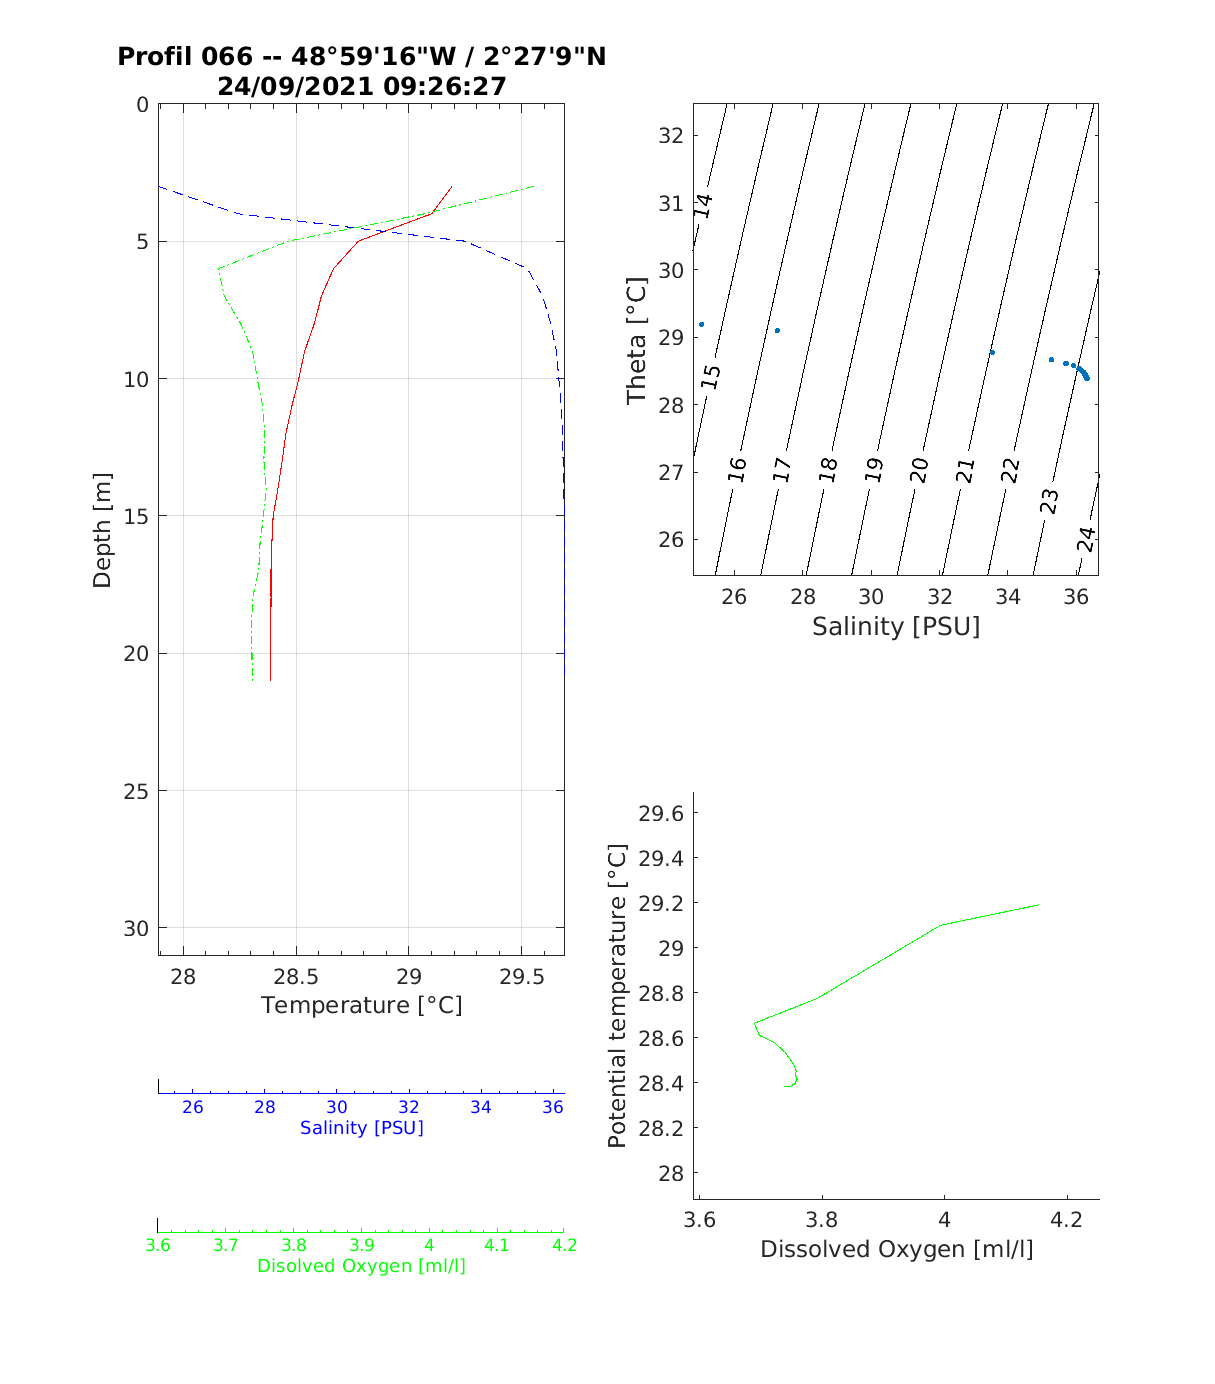 Profil 066 -- 48°59'16"W / 2°27'9"N
24/09/2021 09:26:27
0
5
10
15
20
25
30
Depth [m]
28 28.5 29 29.5
Temperature [°C]
26 28 30 32 34 36
Salinity [PSU]
3.6 3.7 3.8 3.9 4 4.1 4.2
Disolved Oxygen [ml/l]
32
31
30
29
28
27
26
Theta [°C]
14
15
16 17 18 19 20 21 22 23 24
26 28 30 32 34 36
Salinity [PSU]
29.6
29.4
29.2
29
28.8
28.6
28.4
28.2
28
Potential temperature [°C]
3.6 3.8 4 4.2
Dissolved Oxygen [ml/l]